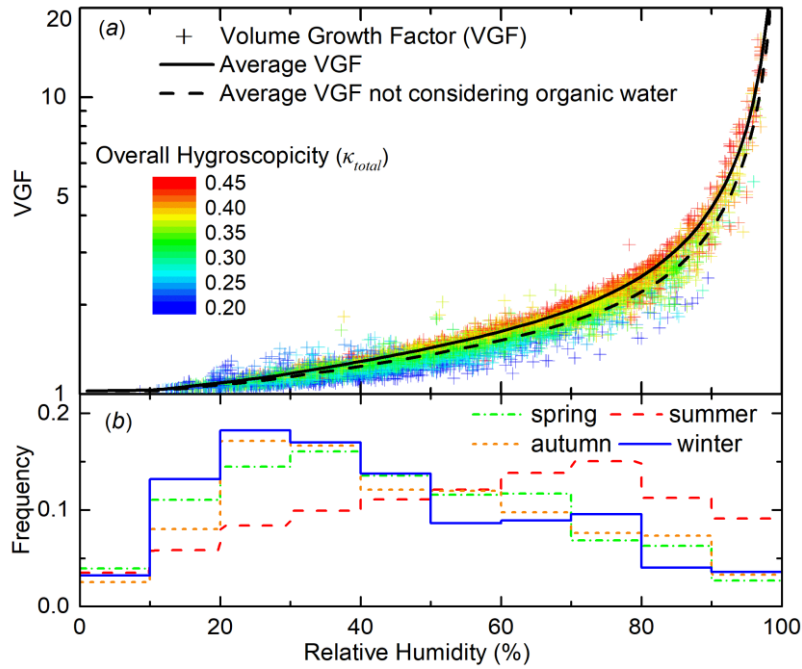 20
10
5
2
1
VGF
(a)
Volume Growth Factor (VGF)
Average VGF
Average VGF not considering organic water
Overall Hygroscopicity (κtotal)
0.45
0.40
0.35
0.30
0.25
0.20
0.2
0.1
0.0
Frequency
(b)
spring summer
autumn winter
0 20 40 60 80 100
Relative Humidity (%)